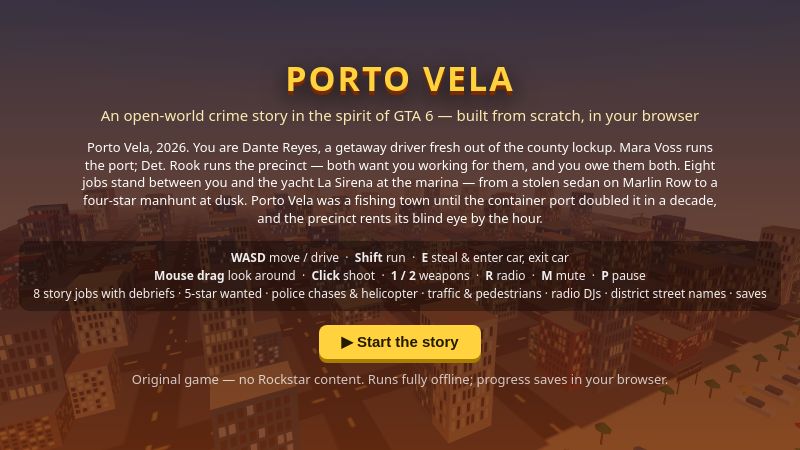 PORTO VELA
An open-world crime story in the spirit of GTA 6 — built from scratch, in your browser
Porto Vela, 2026. You are Dante Reyes, a getaway driver fresh out of the county lockup. Mara Voss runs
the port; Det. Rook runs the precinct — both want you working for them, and you owe them both. Eight
jobs stand between you and the yacht La Sirena at the marina — from a stolen sedan on Marlin Row to a
four-star manhunt at dusk. Porto Vela was a fishing town until the container port doubled it in a decade,
and the precinct rents its blind eye by the hour.
WASD move / drive · Shift run · E steal & enter car, exit car
Mouse drag look around · Click shoot · 1 / 2 weapons · R radio · M mute · P pause
8 story jobs with debriefs · 5-star wanted · police chases & helicopter · traffic & pedestrians · radio DJs · district street names · saves
▶ Start the story
Original game — no Rockstar content. Runs fully offline; progress saves in your browser.